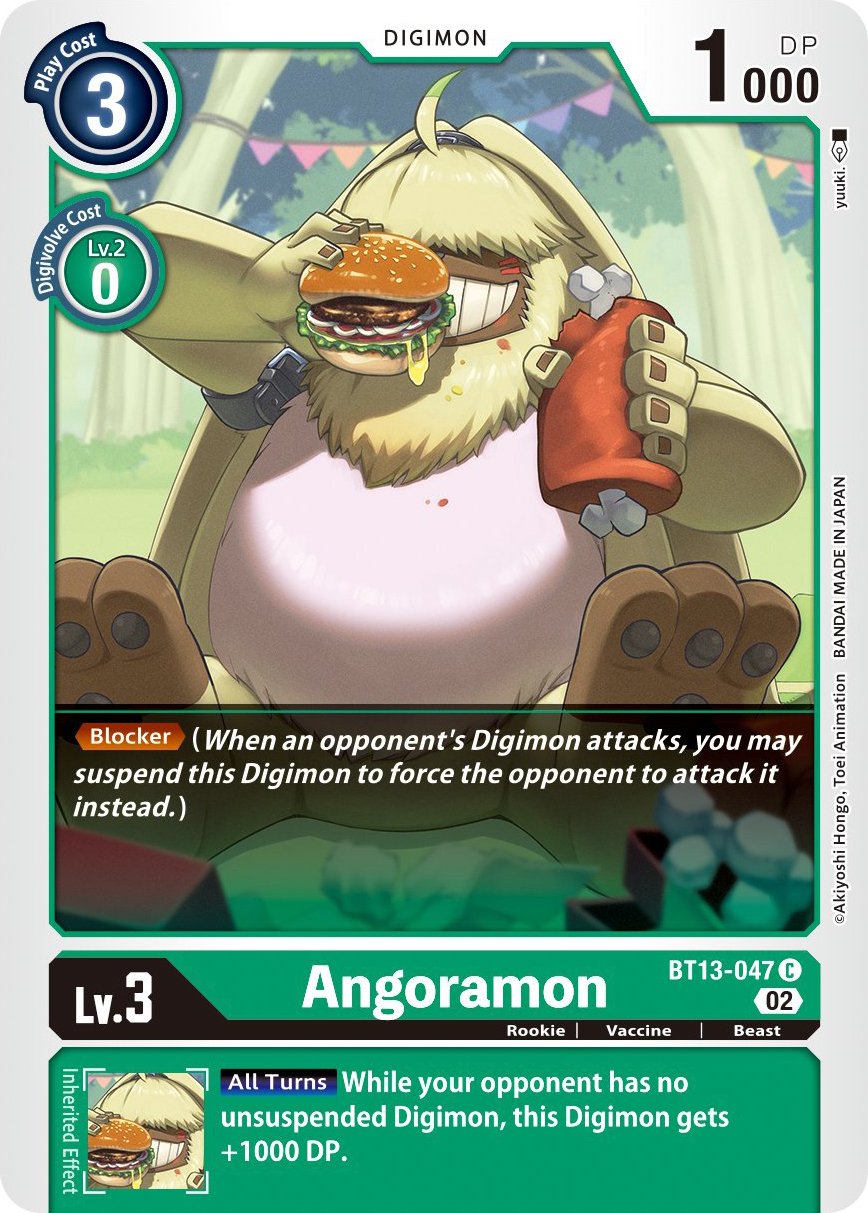 DIGIMON
Play Cost
3
DP
1000
Digivolve Cost
Lv.2
0
yuuki.
©Akiyoshi Hongo, Toei Animation BANDAI MADE IN JAPAN
Blocker (When an opponent's Digimon attacks, you may
suspend this Digimon to force the opponent to attack it
instead.)
Lv.3
Angoramon
BT13-047 C
02
Rookie | Vaccine | Beast
Inherited Effect
All Turns While your opponent has no
unsuspended Digimon, this Digimon gets
+1000 DP.